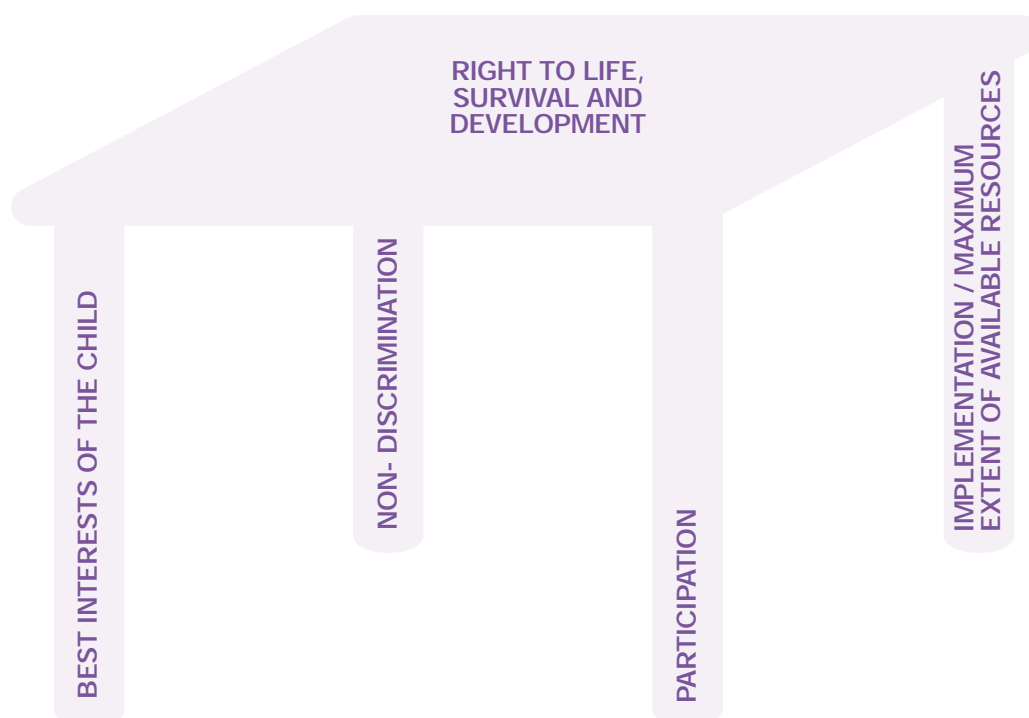 RIGHT TO LIFE,
SURVIVAL AND
DEVELOPMENT
BEST INTERESTS OF THE CHILD
NON- DISCRIMINATION
PARTICIPATION
IMPLEMENTATION / MAXIMUM
EXTENT OF AVAILABLE RESOURCES